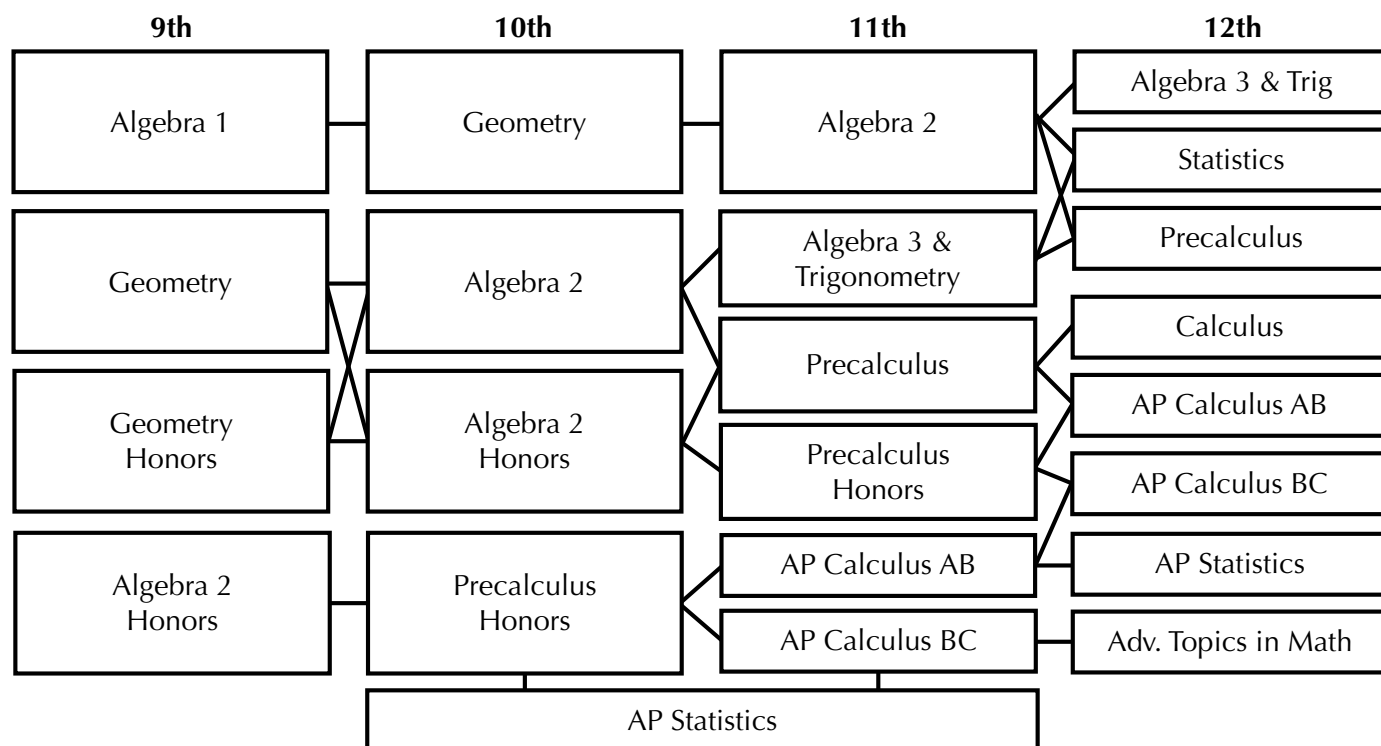 9th
10th
11th
12th
Algebra 1
Geometry
Algebra 2
Algebra 3 & Trig
Statistics
Precalculus
Geometry
Algebra 2
Algebra 3 &
Trigonometry
Precalculus
Calculus
AP Calculus AB
Geometry
Honors
Algebra 2
Honors
Precalculus
Honors
AP Calculus BC
Algebra 2
Honors
Precalculus
Honors
AP Calculus AB
AP Statistics
AP Calculus BC
Adv. Topics in Math
AP Statistics